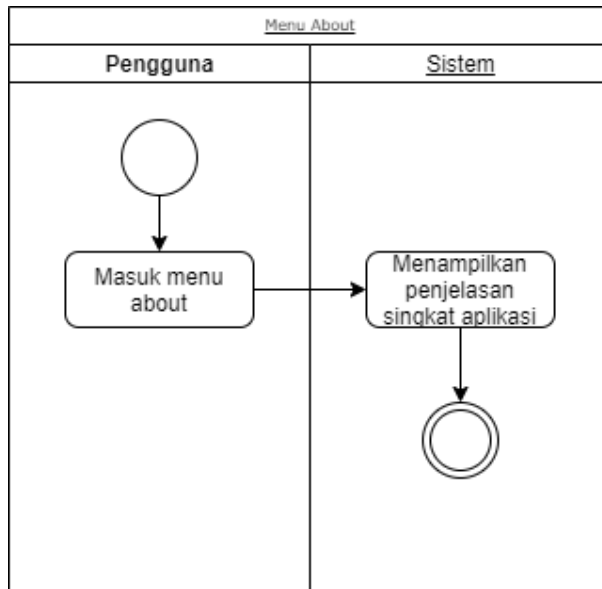 Menu About
Pengguna
Sistem
Masuk menu
about
Menampilkan
penjelasan
singkat aplikasi